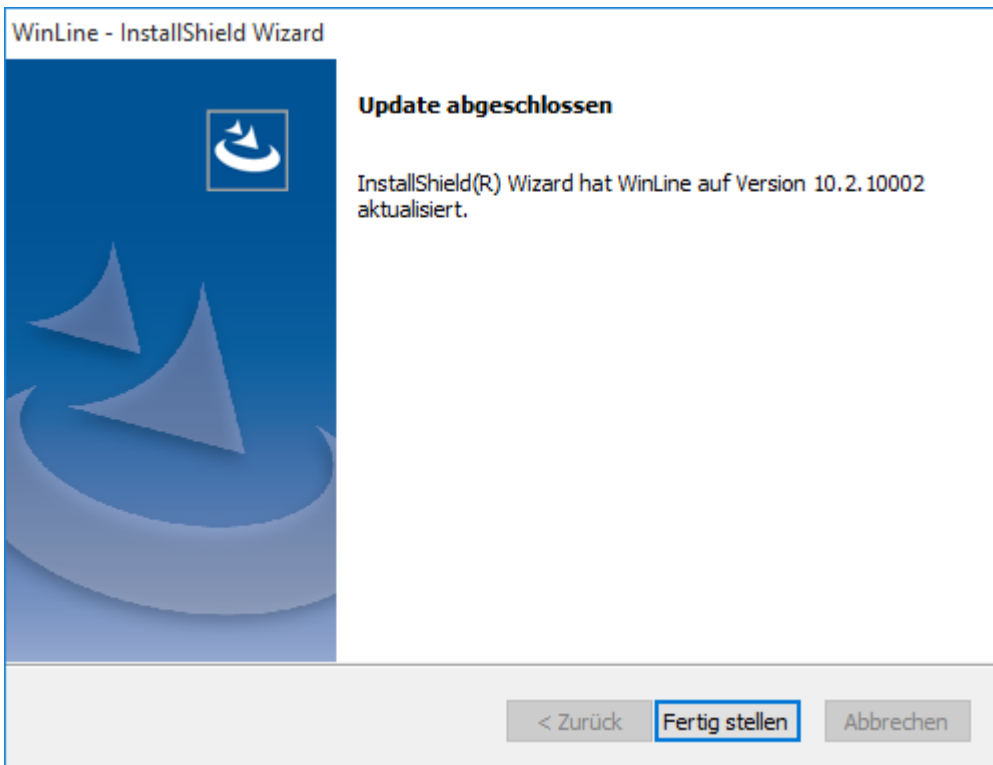 WinLine - InstallShield Wizard
Update abgeschlossen
InstallShield(R) Wizard hat WinLine auf Version 10.2.10002
aktualisiert.
< Zurück
Fertig stellen
Abbrechen